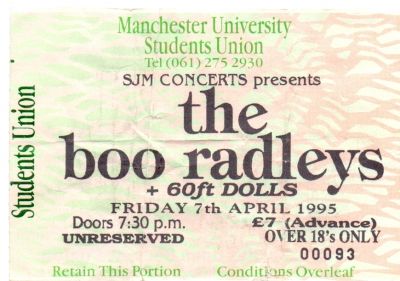 Manchester University
Students Union
Tel (061) 275 2930
SJM CONCERTS presents
the
boo radleys
+ 60ft DOLLS
FRIDAY 7th APRIL 1995
Doors 7:30 p.m.
£7 (Advance)
UNRESERVED
OVER 18's ONLY
00093
Retain This Portion
Conditions Overleaf
Students Union